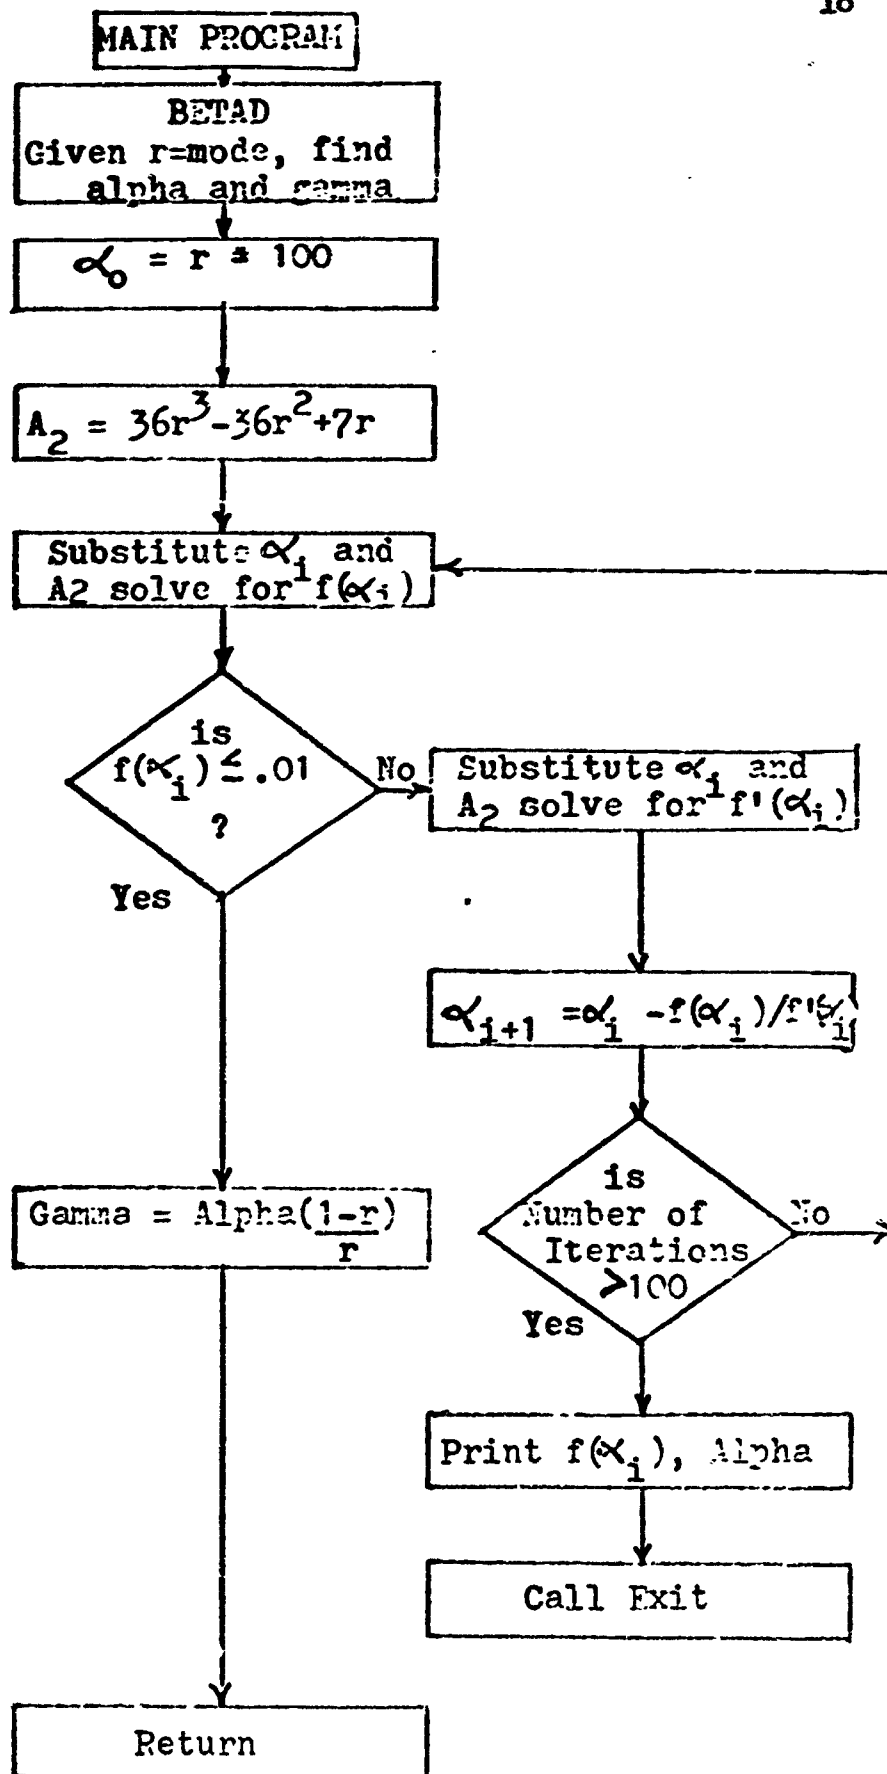 18
MAIN PROGRAM
BETAD
Given r=mode, find
alpha and gamma
α₀ = r * 100
A₂ = 36r³-36r²+7r
Substitute αᵢ and
A2 solve for f(αᵢ)
is
f(αᵢ) ≤ .01
?
No
Yes
Substitute αᵢ and
A₂ solve for f'(αᵢ)
αᵢ₊₁ =αᵢ -f(αᵢ)/f'(αᵢ
is
Number of
Iterations
>100
No
Yes
Gamma = Alpha(1-r)
r
Print f(αᵢ), Alpha
Call Exit
Return